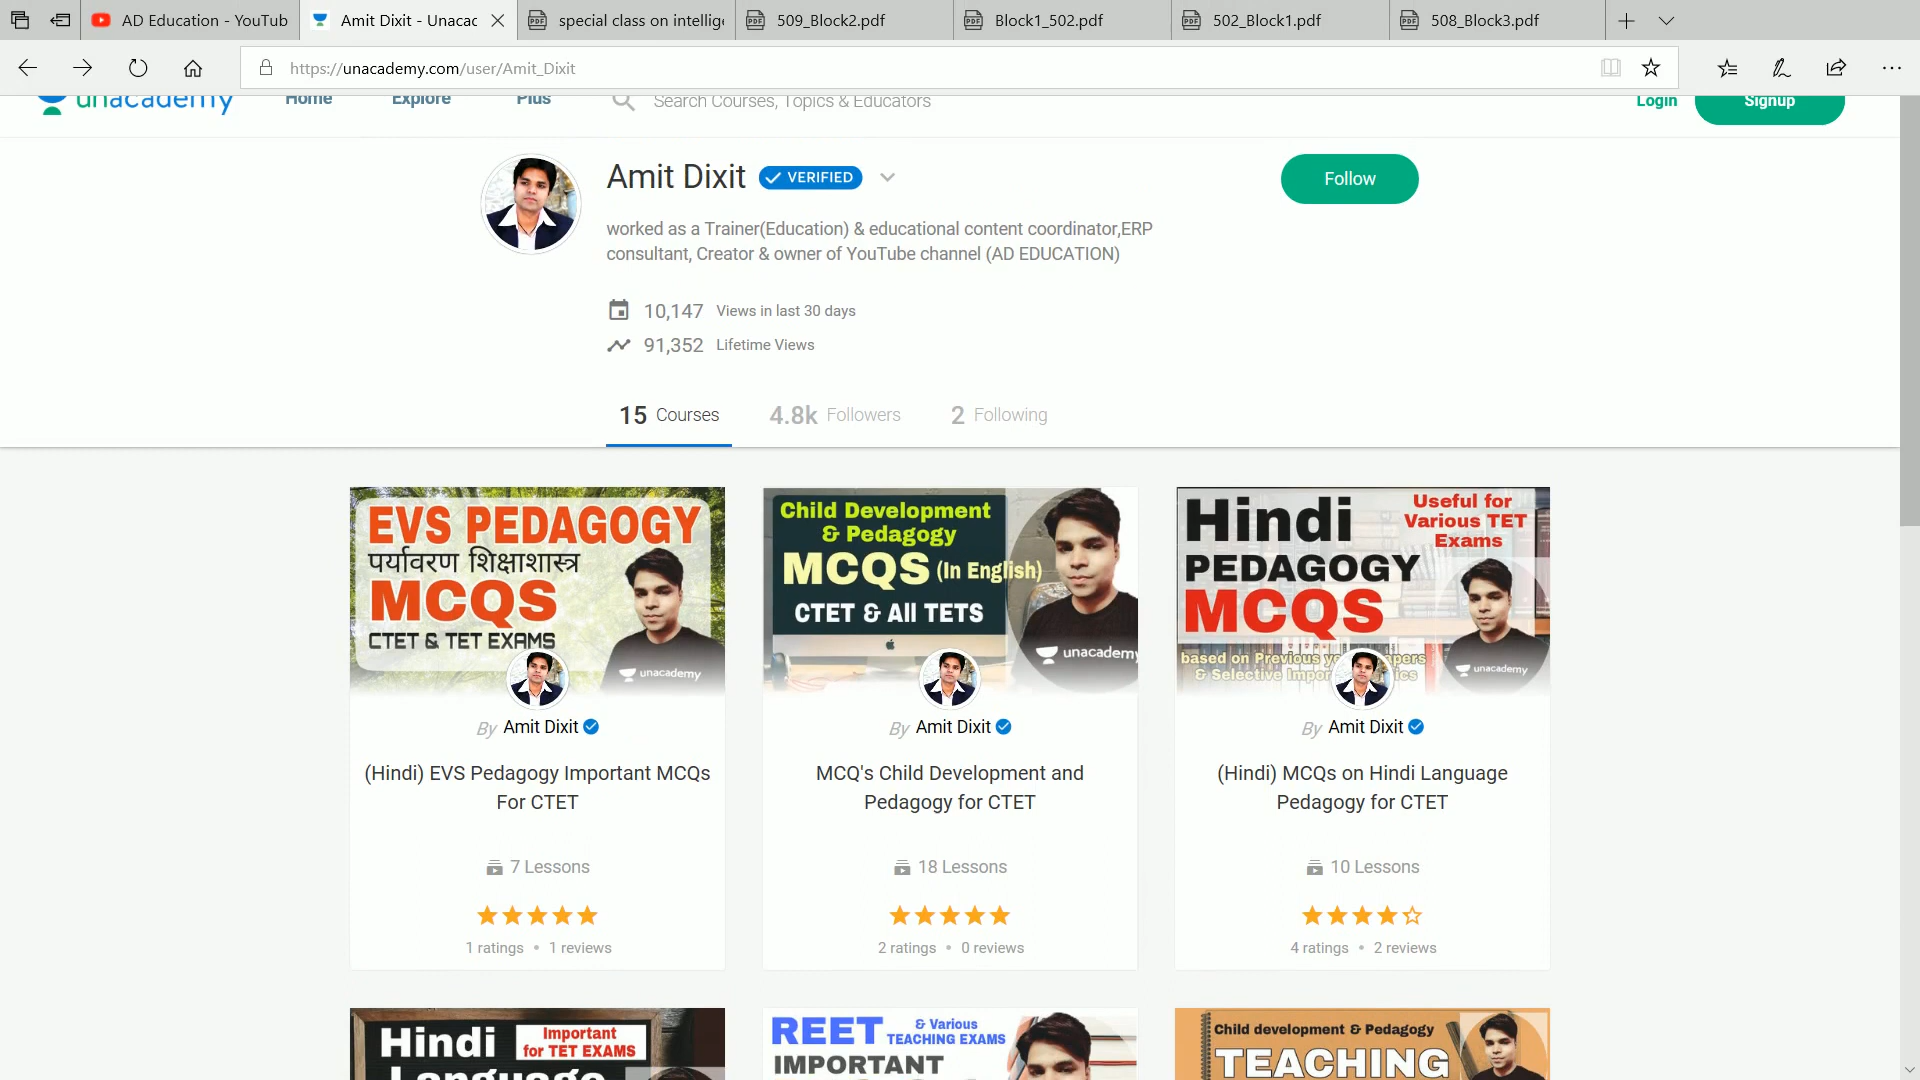 AD Education - YouTub
Amit Dixit - Unacac
special class on intellige
509_Block2.pdf
Block1_502.pdf
502_Block1.pdf
508_Block3.pdf
https://unacademy.com/user/Amit_Dixit
unacademy
Home
Explore
Plus
Search Courses, Topics & Educators
Login
Signup
Amit Dixit
VERIFIED
Follow
worked as a Trainer(Education) & educational content coordinator,ERP
consultant, Creator & owner of YouTube channel (AD EDUCATION)
10,147 Views in last 30 days
91,352 Lifetime Views
15 Courses
4.8k Followers
2 Following
EVS PEDAGOGY
पर्यावरण शिक्षाशास्त्र
MCQS
CTET & TET EXAMS
unacademy
By Amit Dixit
(Hindi) EVS Pedagogy Important MCQs
For CTET
7 Lessons
1 ratings • 1 reviews
Child Development
& Pedagogy
MCQS (In English)
CTET & All TETS
unacademy
By Amit Dixit
MCQ's Child Development and
Pedagogy for CTET
18 Lessons
2 ratings • 0 reviews
Hindi
Useful for
Various TET
Exams
PEDAGOGY
MCQS
based on Previous
& Selective
unacademy
By Amit Dixit
(Hindi) MCQs on Hindi Language
Pedagogy for CTET
10 Lessons
4 ratings • 2 reviews
Hindi
Important
for TET EXAMS
Language
REET
& Various
TEACHING EXAMS
IMPORTANT
Child development & Pedagogy
TEACHING